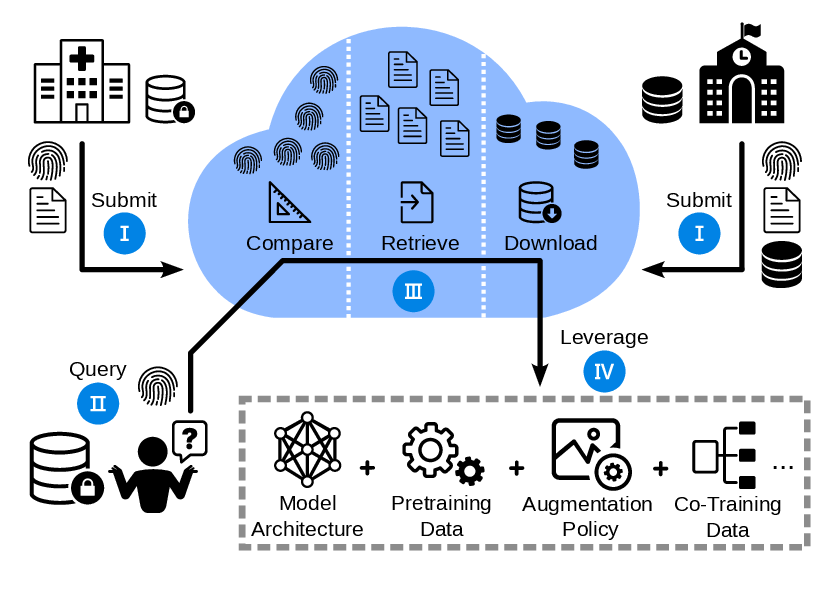 Submit
I
Submit
I
Compare
Retrieve
Download
III
Query
II
?
Leverage
IV
Model
Architecture
+
Pretraining
Data
+
Augmentation
Policy
+
Co-Training
Data
...